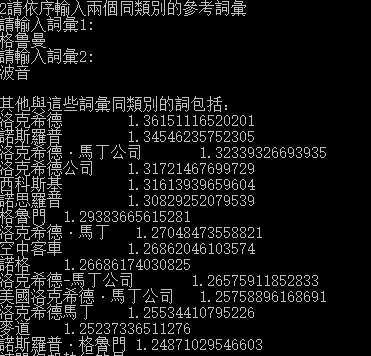 2請依序輸入兩個同類別的參考詞彙
請輸入詞彙1:
格魯曼
請輸入詞彙2:
波音
其他與這些詞彙同類別的詞包括:
洛克希德 1.36151116520201
諾斯羅普 1.34546235752305
洛克希德·馬丁公司 1.32339326693935
洛克希德公司 1.31721467699729
西科斯基 1.31613939659604
諾思羅普 1.30829252079539
格魯門 1.29383665615281
洛克希德·馬丁 1.27048473558821
空中客車 1.26862046103574
諾格 1.26686174030825
洛克希德-馬丁公司 1.26575911852833
美國洛克希德·馬丁公司 1.25758896168691
洛克希德馬丁 1.25534410795226
麥道 1.25237336511276
諾斯羅普·格魯門 1.24871029546603